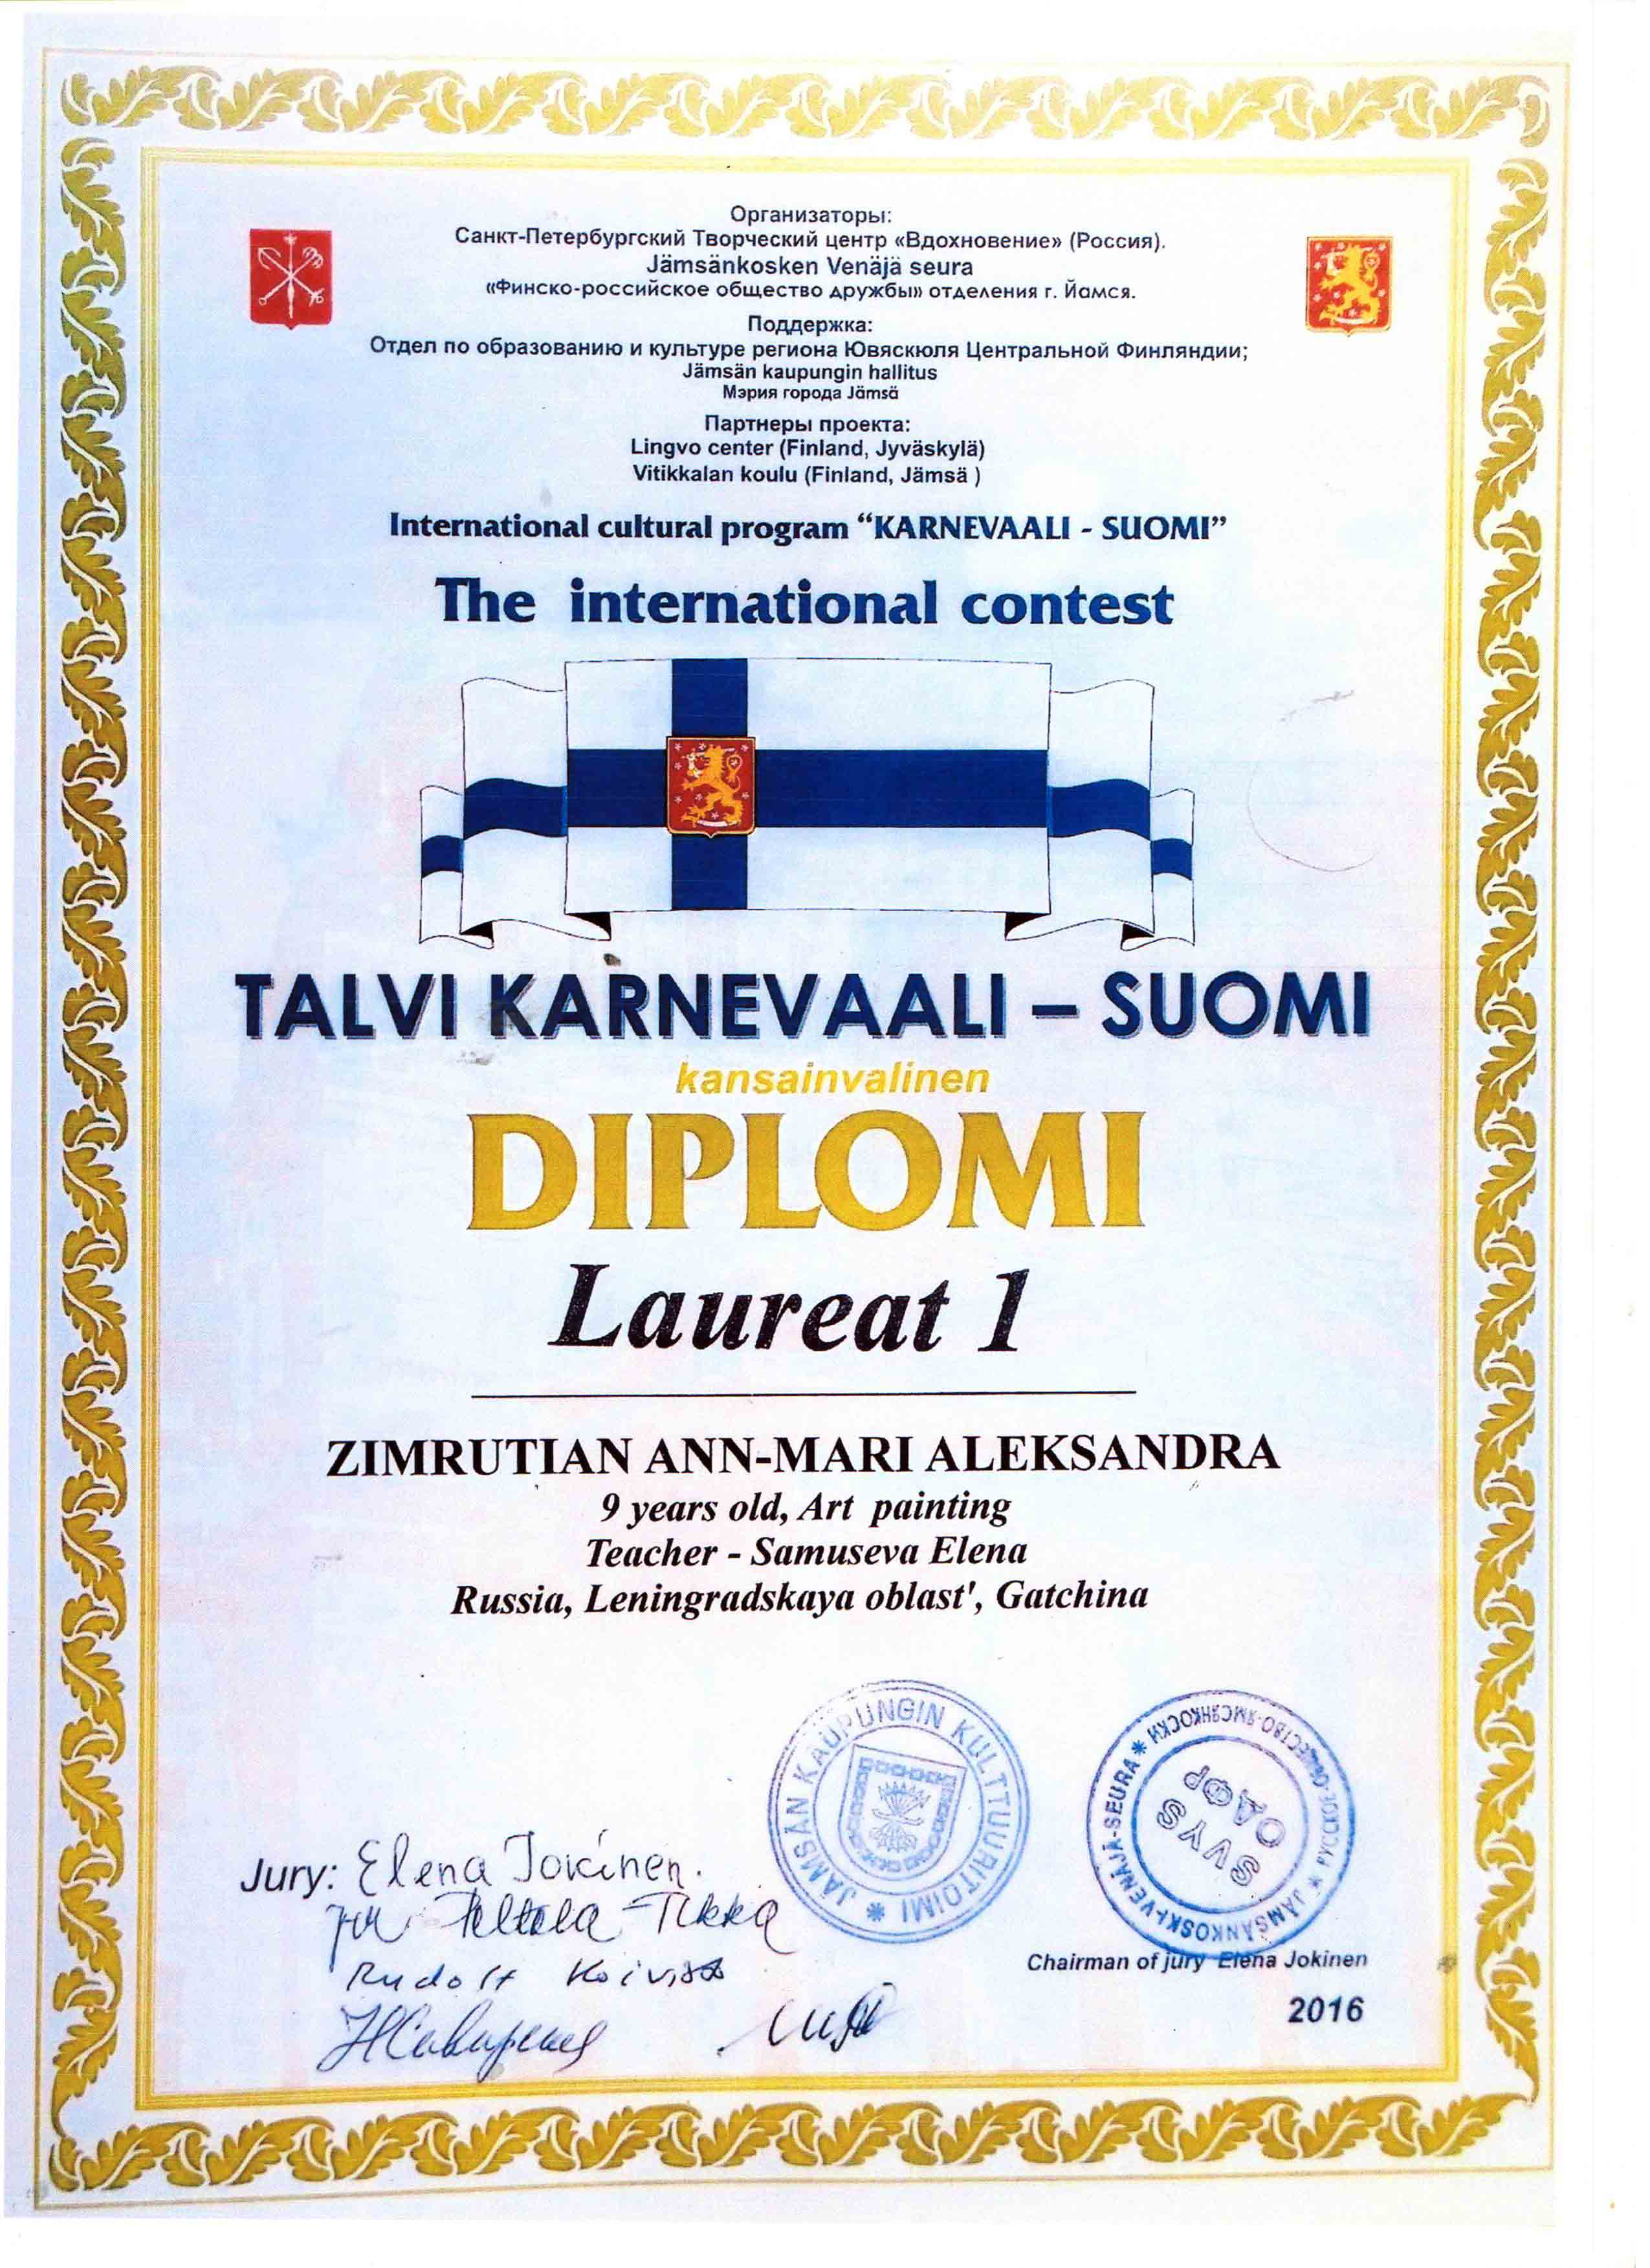 Организаторы:
Санкт-Петербургский Творческий центр «Вдохновение» (Россия).
Jämsänkosken Venäjä seura
«Финско-российское общество дружбы» отделения г. Йамся.
Поддержка:
Отдел по образованию и культуре региона Ювяскюля Центральной Финляндии;
Jämsän kaupungin hallitus
Мэрия города Jämsä
Партнеры проекта:
Lingvo center (Finland, Jyväskylä)
Vitikkalan koulu (Finland, Jämsä )
International cultural program “KARNEVAALI - SUOMI”
The international contest
TALVI KARNEVAALI – SUOMI
kansainvalinen
DIPLOMI
Laureat 1
ZIMRUTIAN ANN-MARI ALEKSANDRA
9 years old, Art painting
Teacher - Samuseva Elena
Russia, Leningradskaya oblast', Gatchina
JÄMSÄN KAUPUNGIN KULTTUURITOIMI *
JÄMSÄNKOSKI-VENÄJÄ-SEURA *
SVYS
ОДФР
Jury: Elena Jokinen.
Peltola-Tikka
Rudolf Koivisto
Chairman of jury Elena Jokinen
2016